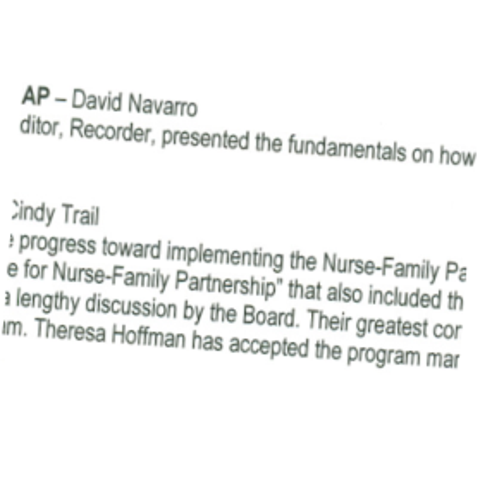 AP – David Navarro
ditor, Recorder, presented the fundamentals on how
Cindy Trail
progress toward implementing the Nurse-Family Pa
e for Nurse-Family Partnership" that also included th
a lengthy discussion by the Board. Their greatest cor
um. Theresa Hoffman has accepted the program mar